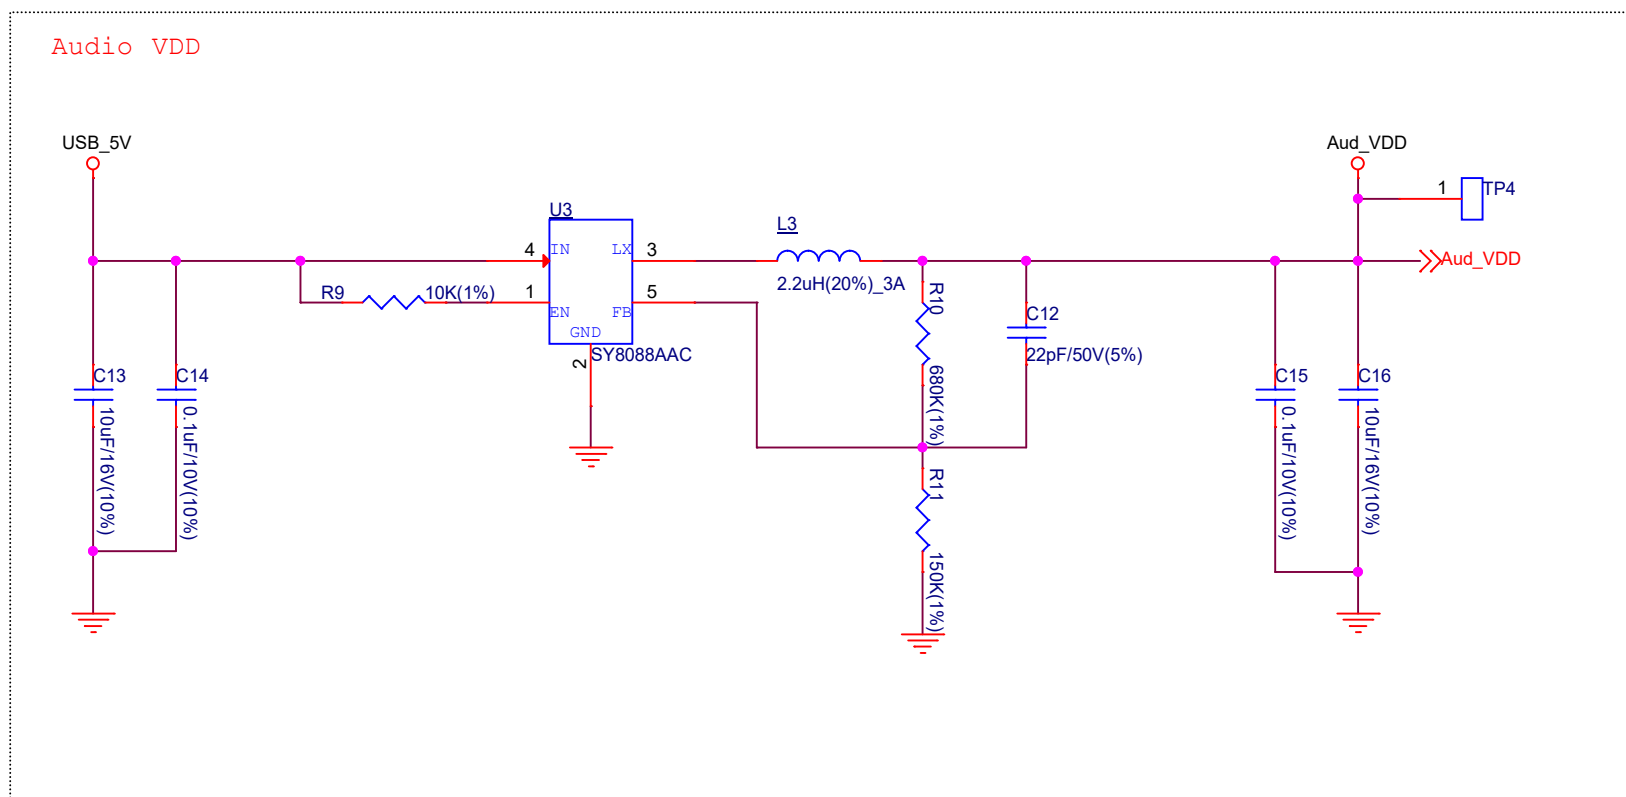 Audio VDD
USB_5V
Aud_VDD
1
TP4
U3
L3
4
IN
LX
3
Aud_VDD
2.2uH(20%)_3A
R9
10K(1%)
1
EN
FB
5
GND
SY8088AAC
2
R10
680K(1%)
C12
22pF/50V(5%)
C13
10uF/16V(10%)
C14
0.1uF/10V(10%)
C15
0.1uF/10V(10%)
C16
10uF/16V(10%)
R11
150K(1%)